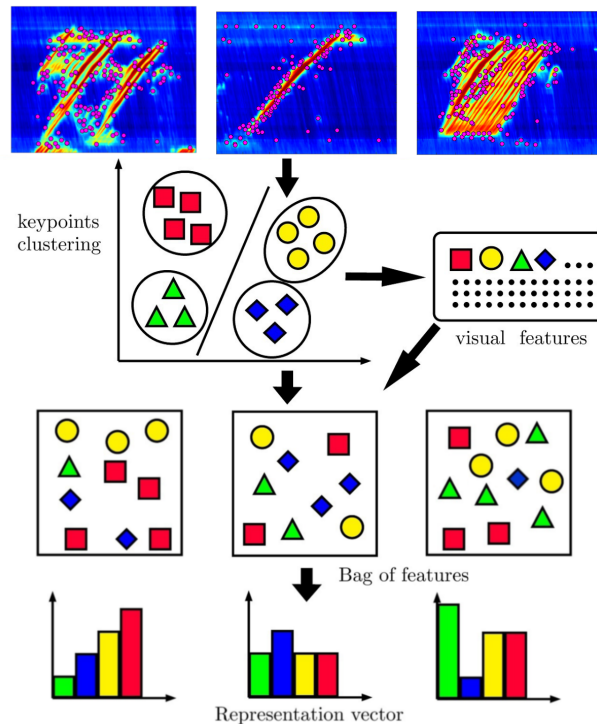 keypoints
clustering
visual features
Bag of features
Representation vector